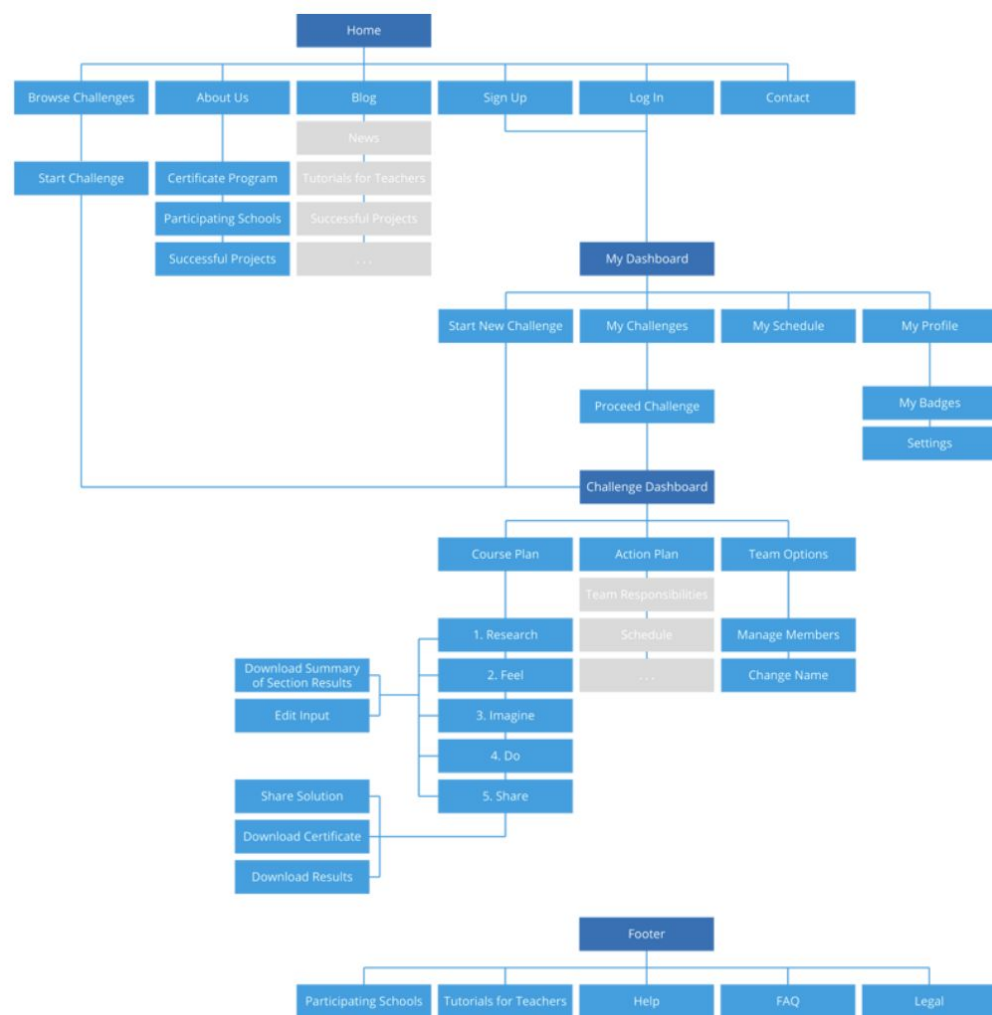 Home
Browse Challenges
About Us
Blog
Sign Up
Log In
Contact
News
Start Challenge
Certificate Program
Tutorials for Teachers
Participating Schools
Successful Projects
Successful Projects
. . .
My Dashboard
Start New Challenge
My Challenges
My Schedule
My Profile
Proceed Challenge
My Badges
Settings
Challenge Dashboard
Course Plan
Action Plan
Team Options
Team Responsibilities
1. Research
Schedule
Manage Members
Download Summary
of Section Results
2. Feel
. . .
Change Name
Edit Input
3. Imagine
4. Do
Share Solution
5. Share
Download Certificate
Download Results
Footer
Participating Schools
Tutorials for Teachers
Help
FAQ
Legal